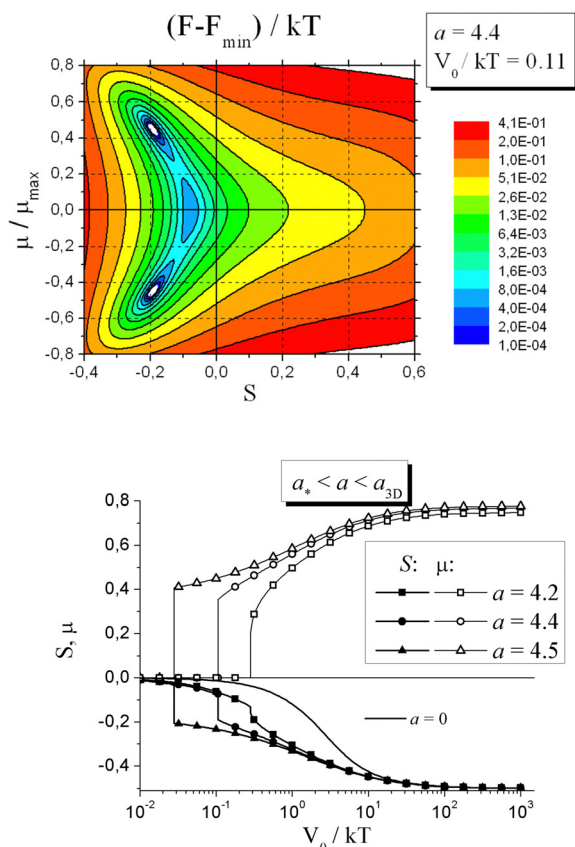 (F-F_min) / kT
a = 4.4
V_0 / kT = 0.11
0,8
0,6
0,4
0,2
0,0
-0,2
-0,4
-0,6
-0,8
μ / μ_max
-0,4 -0,2 0,0 0,2 0,4 0,6
S
4,1E-01
2,0E-01
1,0E-01
5,1E-02
2,6E-02
1,3E-02
6,4E-03
3,2E-03
1,6E-03
8,0E-04
4,0E-04
2,0E-04
1,0E-04
a_* < a < a_3D
0,8
0,6
0,4
0,2
0,0
-0,2
-0,4
S, μ
S: μ:
a = 4.2
a = 4.4
a = 4.5
a = 0
10^-2 10^-1 10^0 10^1 10^2 10^3
V_0 / kT